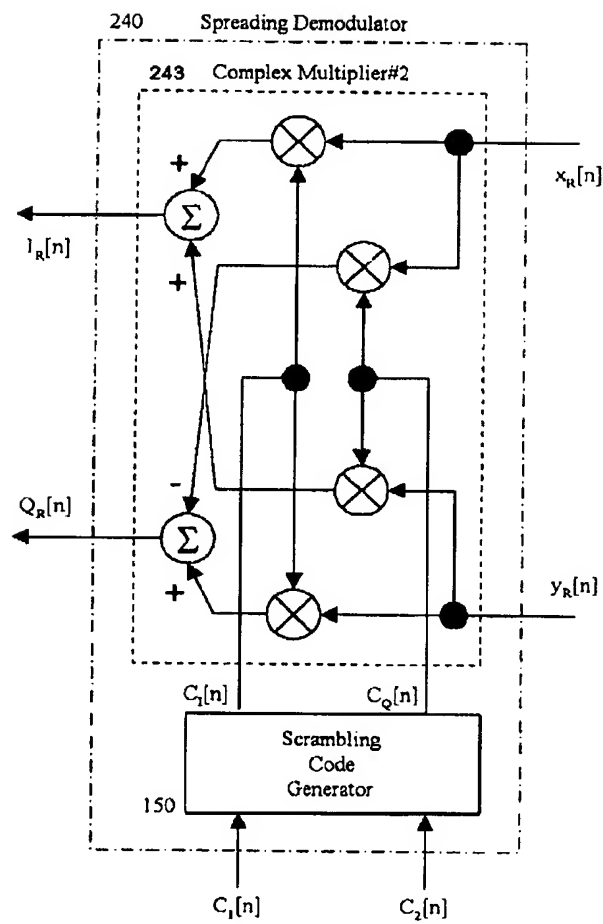 240 Spreading Demodulator
243 Complex Multiplier#2
+
x_R[n]
Σ
I_R[n]
+
-
Q_R[n]
Σ
+
y_R[n]
C_I[n] C_Q[n]
Scrambling
Code
Generator
150
C_1[n] C_2[n]